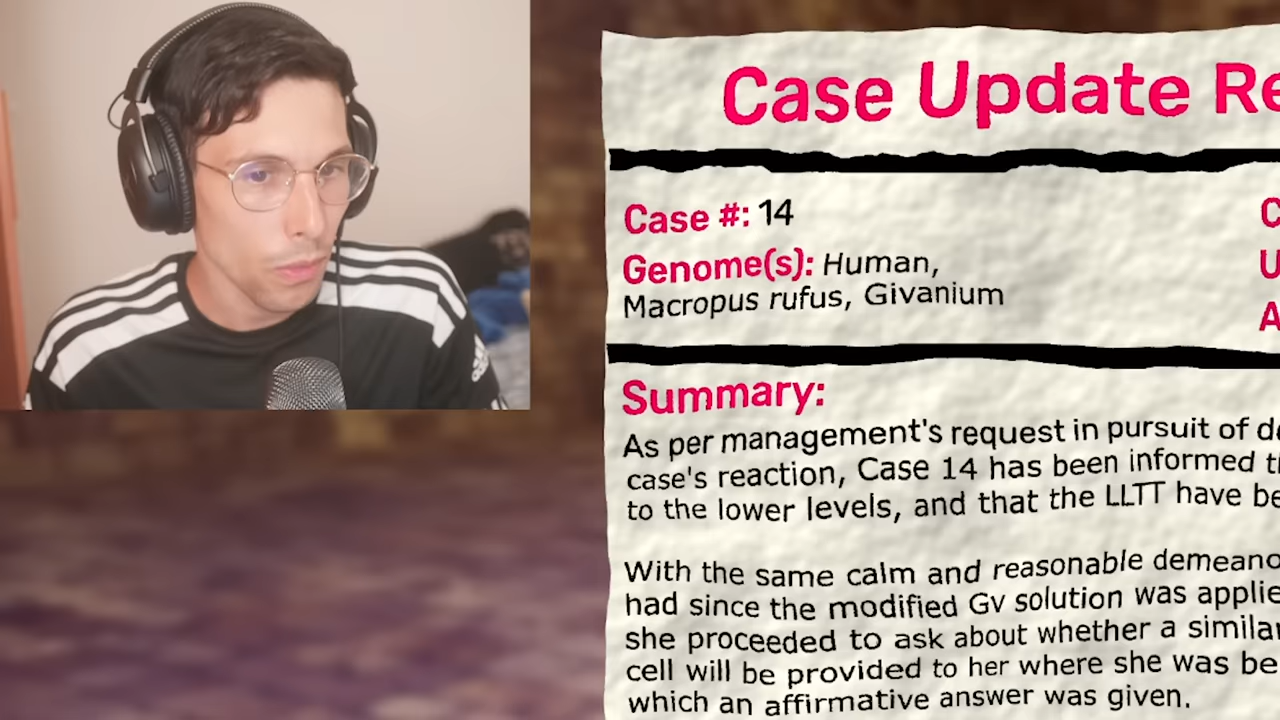 Case Update Re
Case #: 14
Genome(s): Human,
Macropus rufus, Givanium
C
U
A
Summary:
As per management's request in pursuit of de
case's reaction, Case 14 has been informed th
to the lower levels, and that the LLTT have be
With the same calm and reasonable demeano
had since the modified Gv solution was applie
she proceeded to ask about whether a similar
cell will be provided to her where she was be
which an affirmative answer was given.
adidas